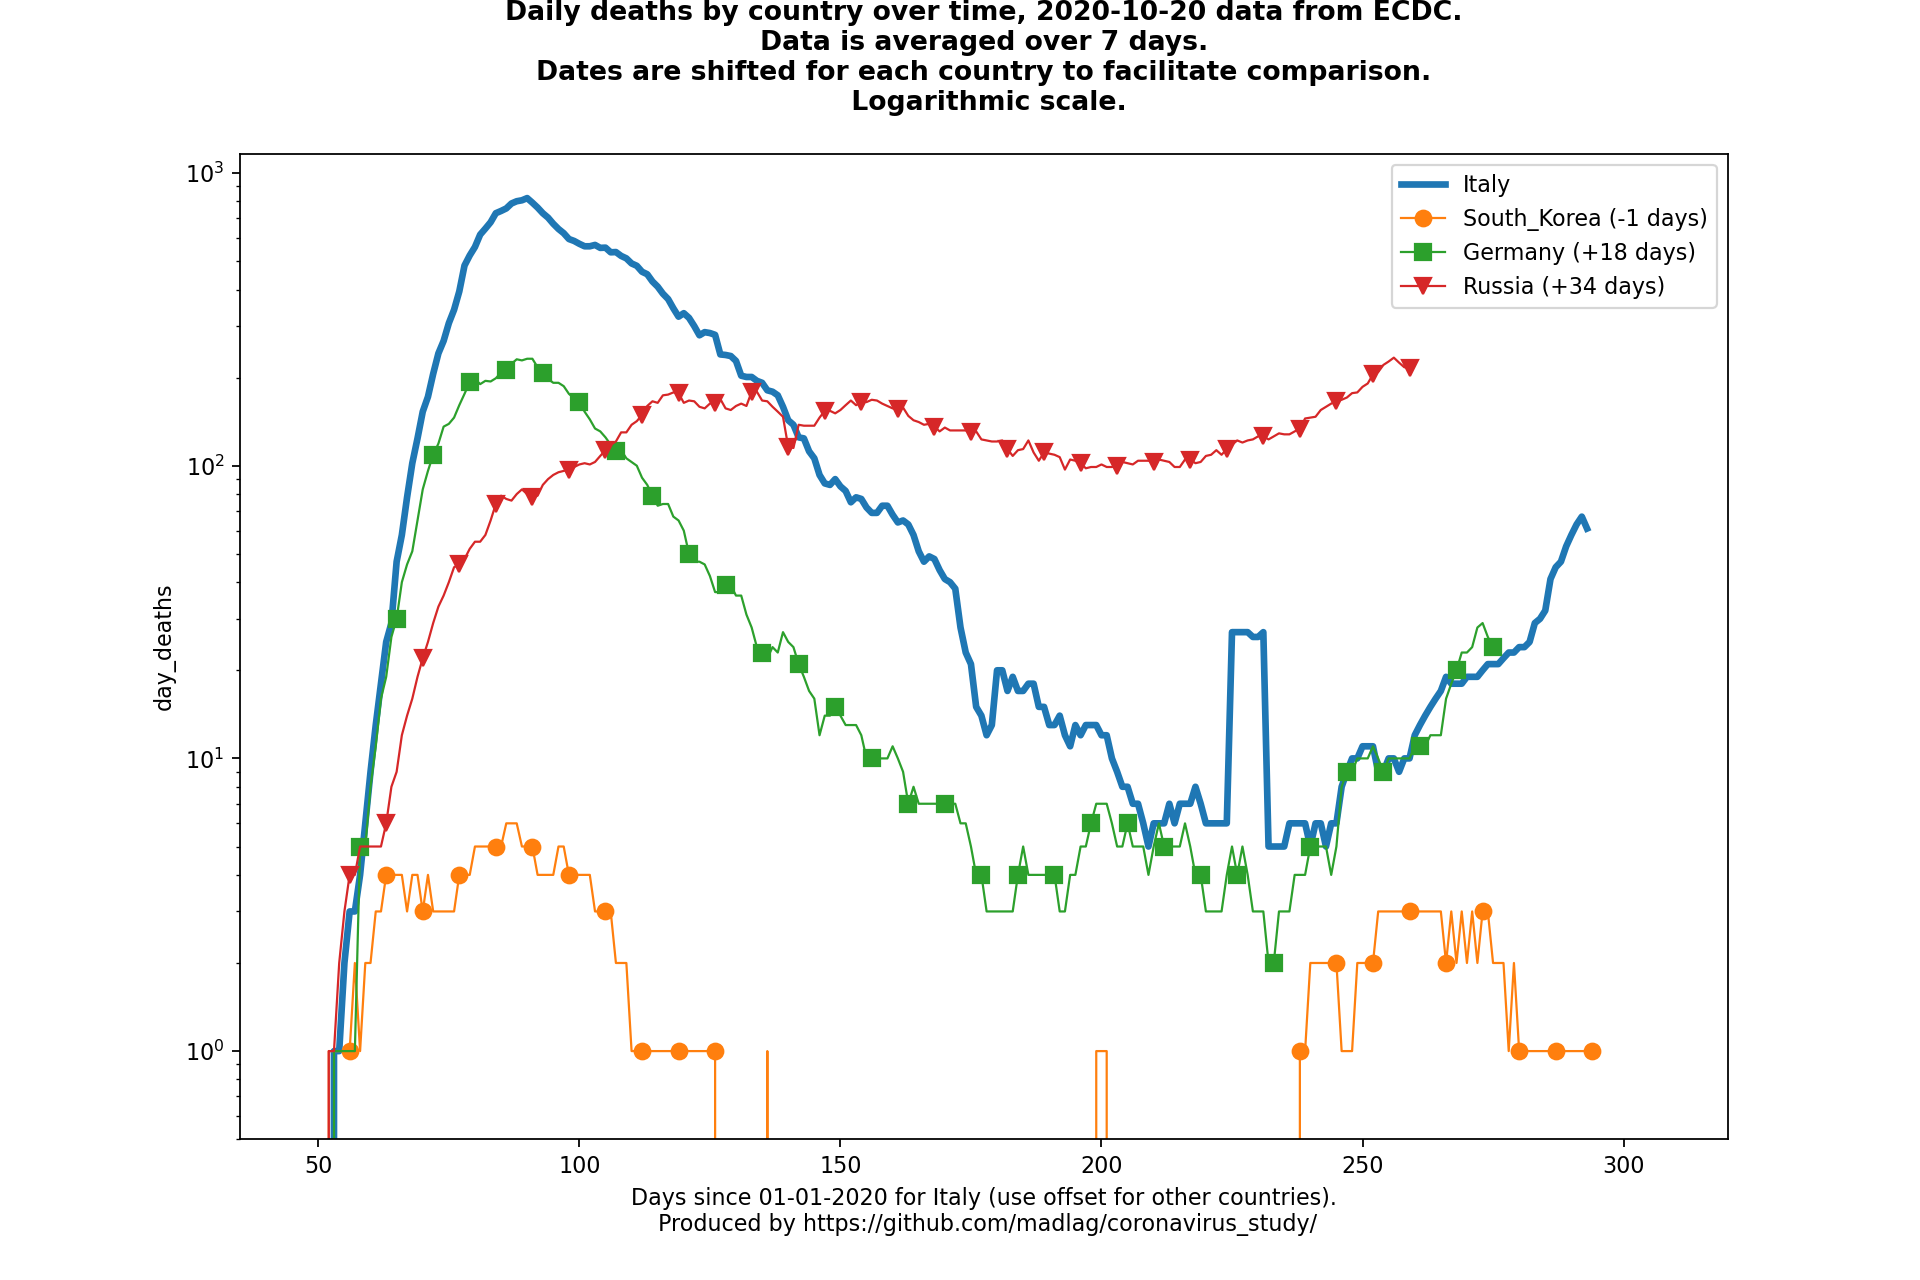 Daily deaths by country over time, 2020-10-20 data from ECDC.
Data is averaged over 7 days.
Dates are shifted for each country to facilitate comparison.
Logarithmic scale.
10³
10²
10¹
10⁰
day_deaths
Italy
South_Korea (-1 days)
Germany (+18 days)
Russia (+34 days)
50 100 150 200 250 300
Days since 01-01-2020 for Italy (use offset for other countries).
Produced by https://github.com/madlag/coronavirus_study/